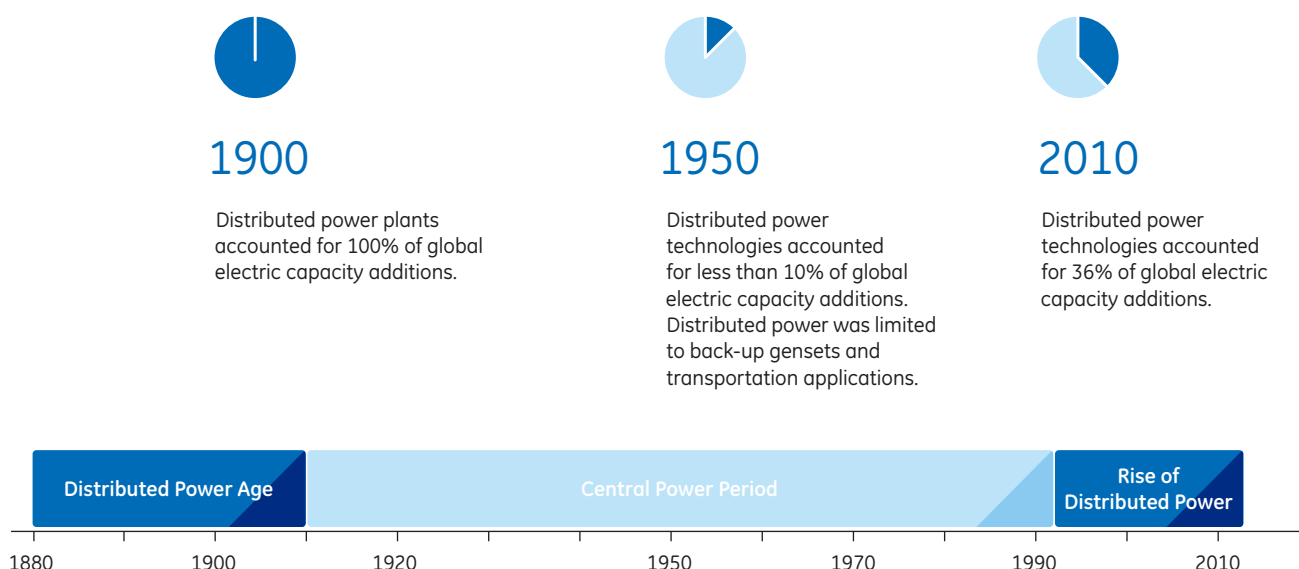 1900
Distributed power plants
accounted for 100% of global
electric capacity additions.
1950
Distributed power
technologies accounted
for less than 10% of global
electric capacity additions.
Distributed power was limited
to back-up gensets and
transportation applications.
2010
Distributed power
technologies accounted
for 36% of global electric
capacity additions.
Distributed Power Age
Central Power Period
Rise of
Distributed Power
1880 1900 1920 1950 1970 1990 2010